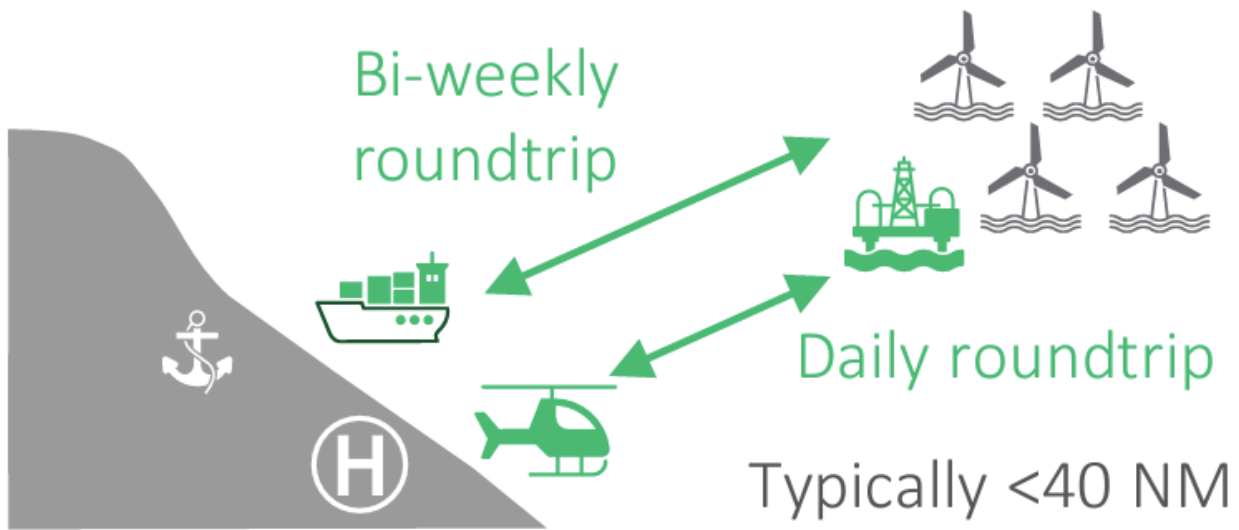 Bi-weekly
roundtrip
Daily roundtrip
H
Typically <40 NM